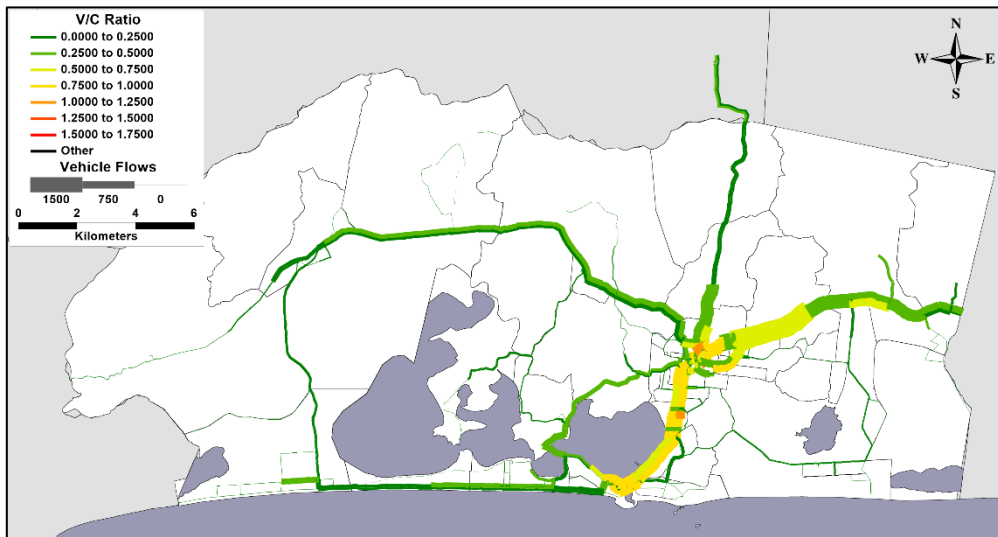 V/C Ratio
0.0000 to 0.2500
0.2500 to 0.5000
0.5000 to 0.7500
0.7500 to 1.0000
1.0000 to 1.2500
1.2500 to 1.5000
1.5000 to 1.7500
Other
Vehicle Flows
1500 750 0
0 2 4 6
Kilometers
N
W E
S